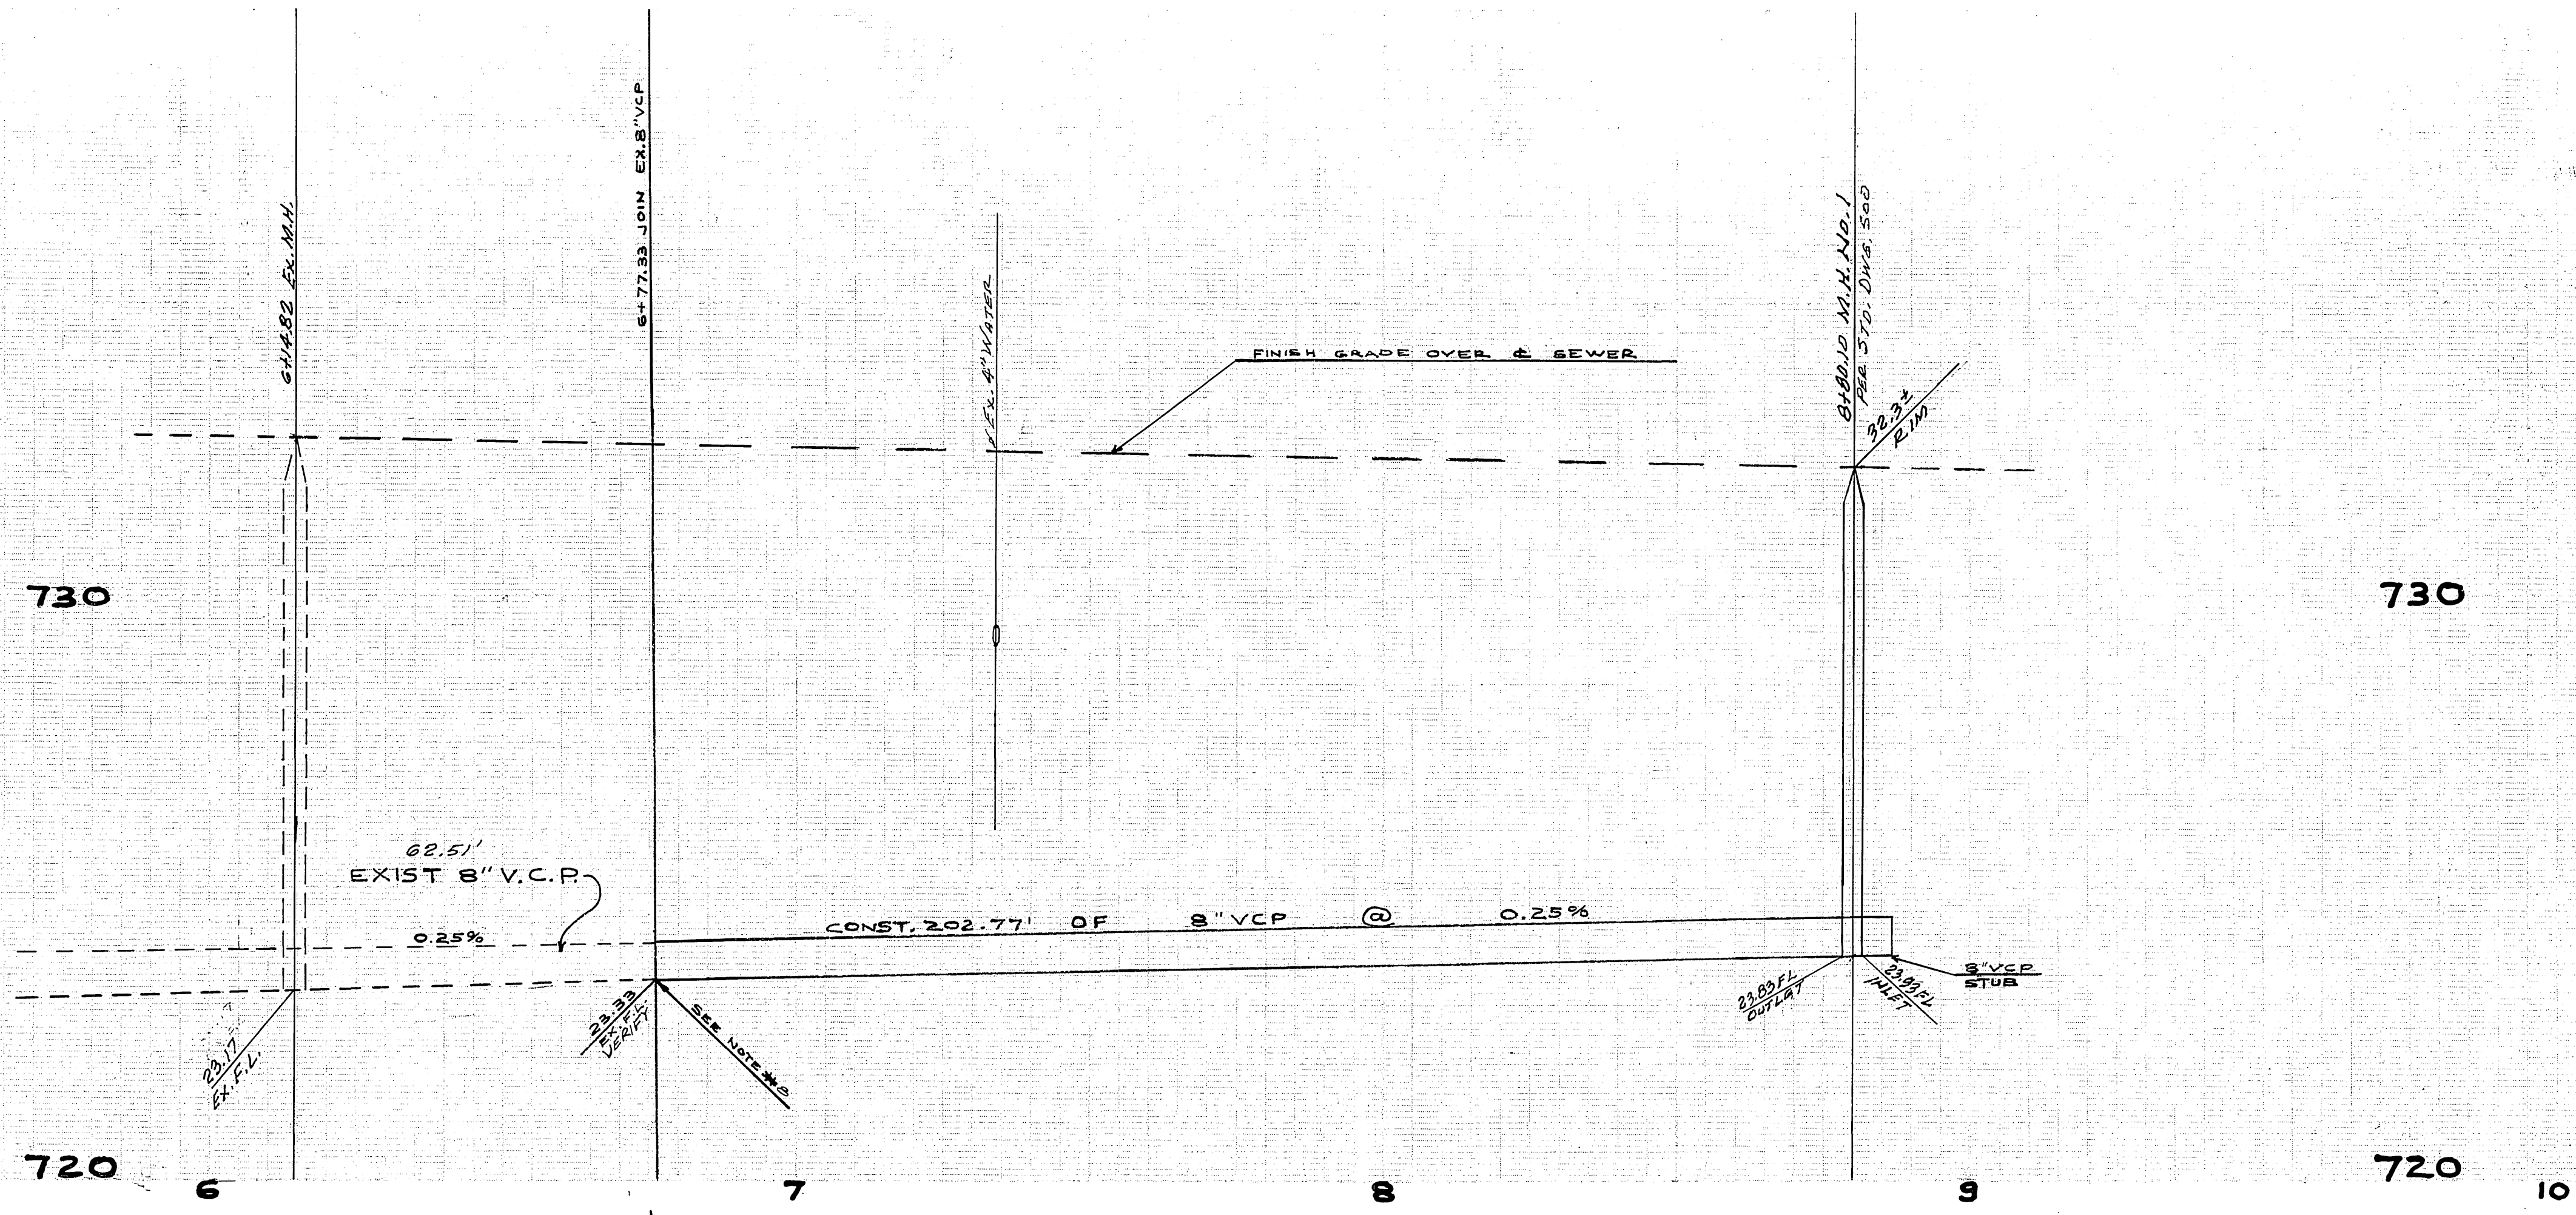 6+14.82 EX. M.H.
6+77.33 JOIN EX. 8" VCP
℄ EX. 4" WATER
FINISH GRADE OVER ℄ SEWER
8+80.10 M.H. NO. 1
PER STD. DWG. 500
32.3±
RIM
730
730
62.51'
EXIST 8" V.C.P.
0.25%
CONST. 202.77' OF 8" VCP @ 0.25%
23.17
EX. F.L.
23.33
EX. F.L.
VERIFY
SEE NOTE #8
23.83 FL
OUTLET
23.93 FL
INLET
8" VCP
STUB
720
720
6
7
8
9
10